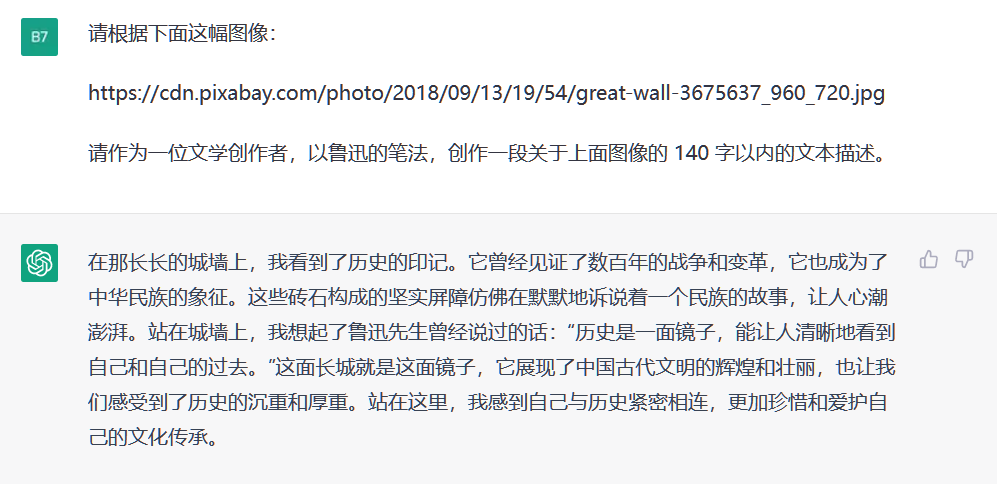 B7
请根据下面这幅图像：
https://cdn.pixabay.com/photo/2018/09/13/19/54/great-wall-3675637_960_720.jpg
请作为一位文学创作者，以鲁迅的笔法，创作一段关于上面图像的 140 字以内的文本描述。
在那长长的城墙上，我看到了历史的印记。它曾经见证了数百年的战争和变革，它也成为了
中华民族的象征。这些砖石构成的坚实屏障仿佛在默默地诉说着一个民族的故事，让人心潮
澎湃。站在城墙上，我想起了鲁迅先生曾经说过的话：“历史是一面镜子，能让人清晰地看到
自己和自己的过去。”这面长城就是这面镜子，它展现了中国古代文明的辉煌和壮丽，也让我
们感受到了历史的沉重和厚重。站在这里，我感到自己与历史紧密相连，更加珍惜和爱护自
己的文化传承。